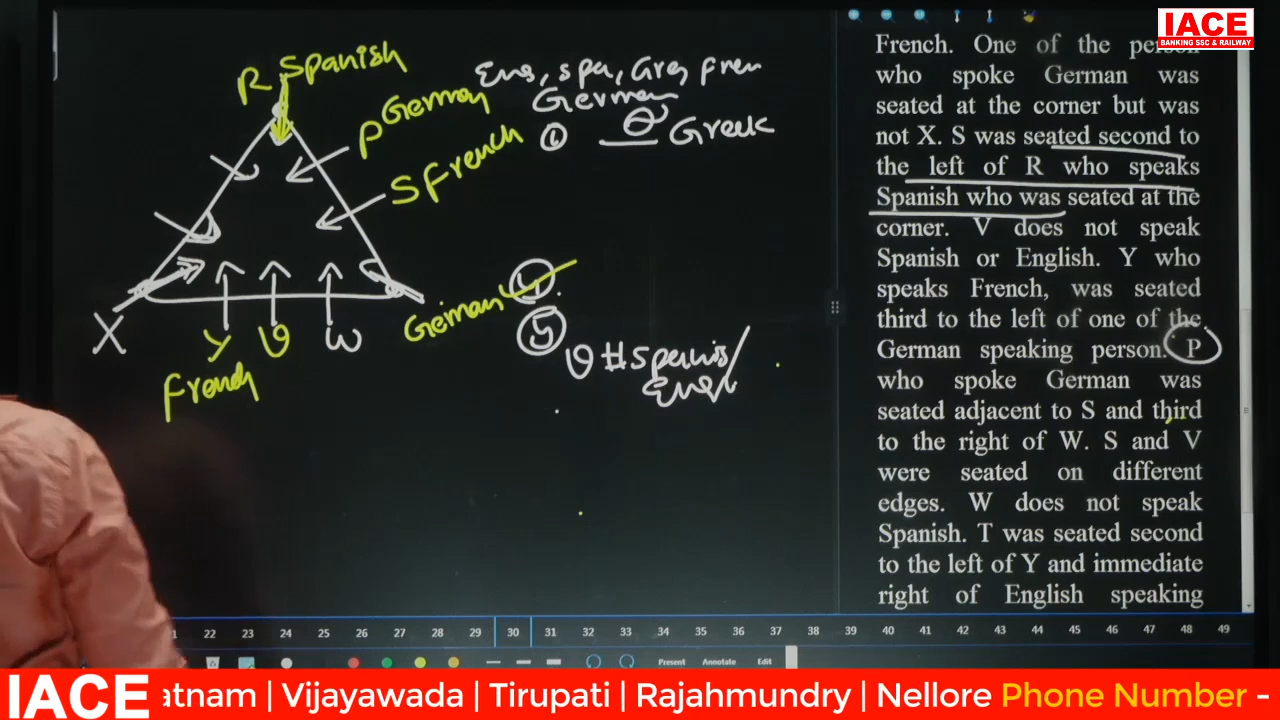 IACE
BANKING SSC & RAILWAY
R Spanish
Eng, spa, Gre, fren
German
P German
6 Greek
S French
X
Y
V
W
French
German
4
5
V # Spanish/
Eng
French. One of the person
who spoke German was
seated at the corner but was
not X. S was seated second to
the left of R who speaks
Spanish who was seated at the
corner. V does not speak
Spanish or English. Y who
speaks French, was seated
third to the left of one of the
German speaking person. P
who spoke German was
seated adjacent to S and third
to the right of W. S and V
were seated on different
edges. W does not speak
Spanish. T was seated second
to the left of Y and immediate
right of English speaking
22 23 24 25 26 27 28 29 30 31 32 33 34 35 36 37 38 39 40 41 42 43 44 45 46 47 48 49
Present Annotate Edit
IACE atnam | Vijayawada | Tirupati | Rajahmundry | Nellore Phone Number -